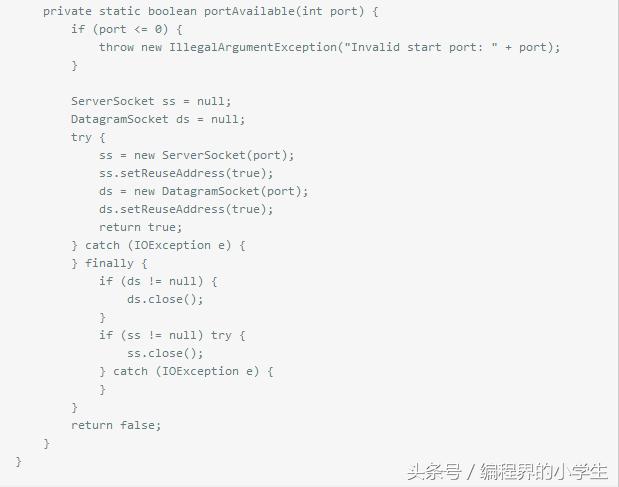 private static boolean portAvailable(int port) {
if (port <= 0) {
throw new IllegalArgumentException("Invalid start port: " + port);
}
ServerSocket ss = null;
DatagramSocket ds = null;
try {
ss = new ServerSocket(port);
ss.setReuseAddress(true);
ds = new DatagramSocket(port);
ds.setReuseAddress(true);
return true;
} catch (IOException e) {
} finally {
if (ds != null) {
ds.close();
}
if (ss != null) try {
ss.close();
} catch (IOException e) {
}
}
return false;
}
}
头条号 / 编程界的小学生